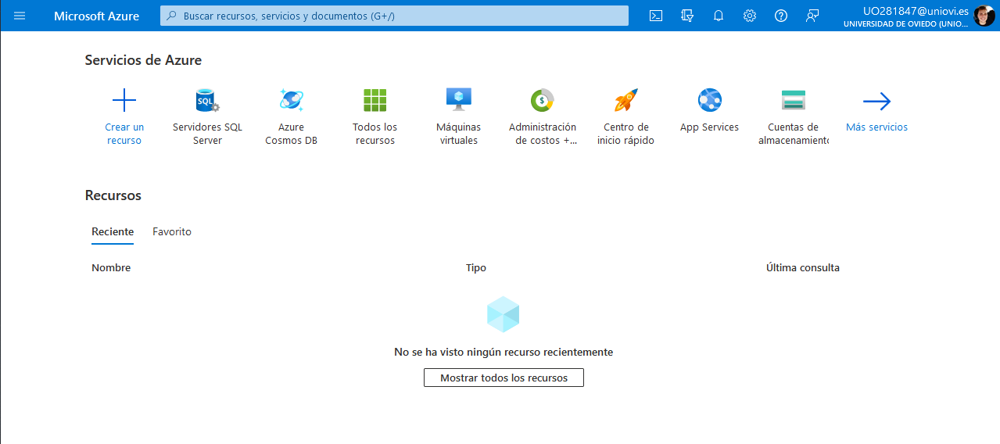 Microsoft Azure
Buscar recursos, servicios y documentos (G+/)
UO281847@uniovi.es
UNIVERSIDAD DE OVIEDO (UNIO...
Servicios de Azure
Crear un
recurso
SQL
Servidores SQL
Server
Azure
Cosmos DB
Todos los
recursos
Máquinas
virtuales
$
Administración
de costos +...
Centro de
inicio rápido
App Services
Cuentas de
almacenamiento
Más servicios
Recursos
Reciente
Favorito
Nombre
Tipo
Última consulta
No se ha visto ningún recurso recientemente
Mostrar todos los recursos